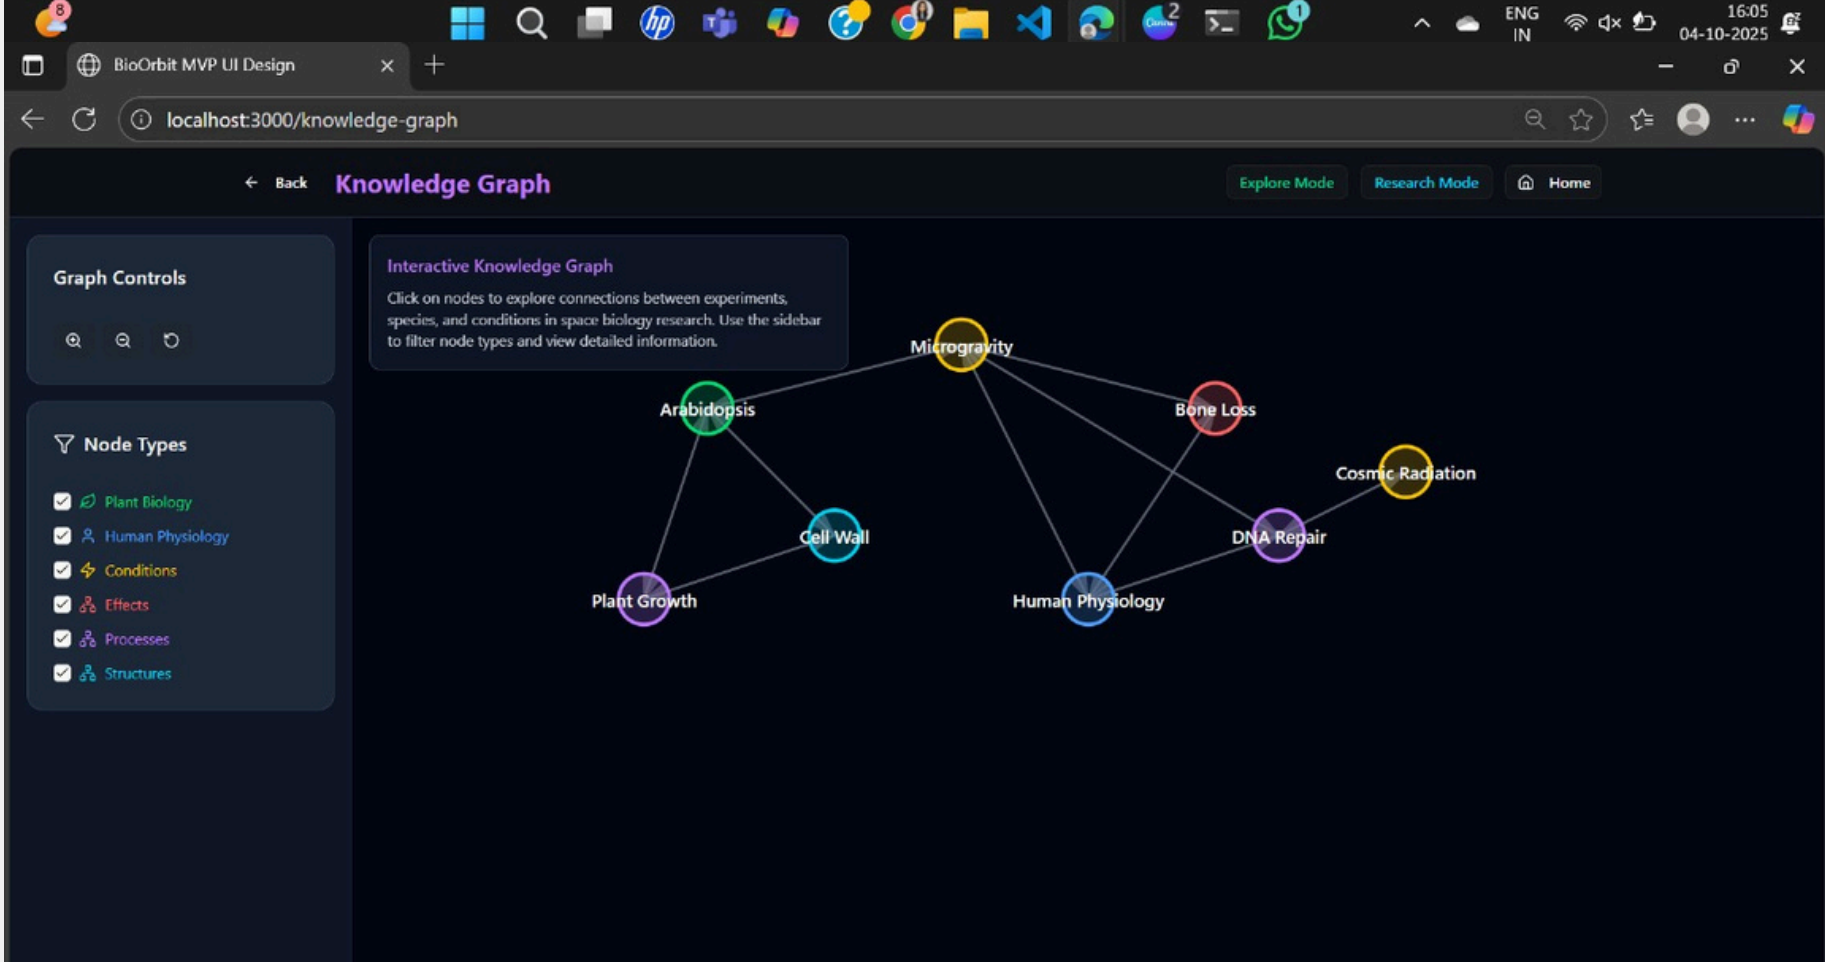 8
2
1
ENG
IN
16:05
04-10-2025
BioOrbit MVP UI Design
localhost:3000/knowledge-graph
Back
Knowledge Graph
Explore Mode
Research Mode
Home
Graph Controls
Node Types
Plant Biology
Human Physiology
Conditions
Effects
Processes
Structures
Interactive Knowledge Graph
Click on nodes to explore connections between experiments,
species, and conditions in space biology research. Use the sidebar
to filter node types and view detailed information.
Microgravity
Arabidopsis
Bone Loss
Cosmic Radiation
Cell Wall
DNA Repair
Plant Growth
Human Physiology